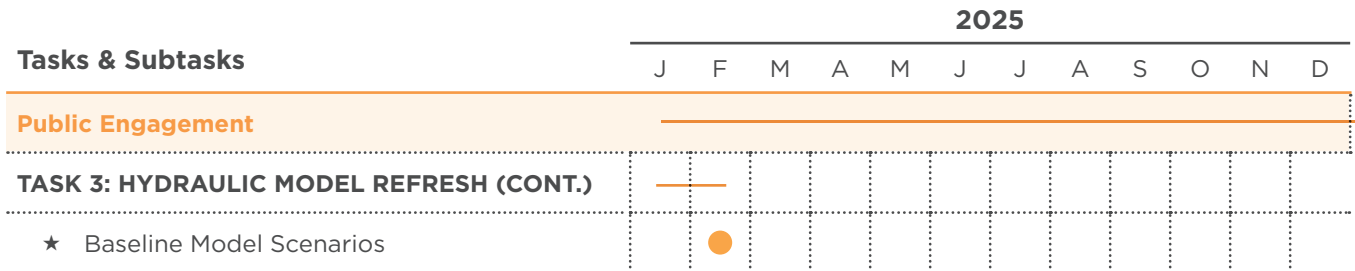 2025
Tasks & Subtasks
J F M A M J J A S O N D
Public Engagement
TASK 3: HYDRAULIC MODEL REFRESH (CONT.)
★ Baseline Model Scenarios